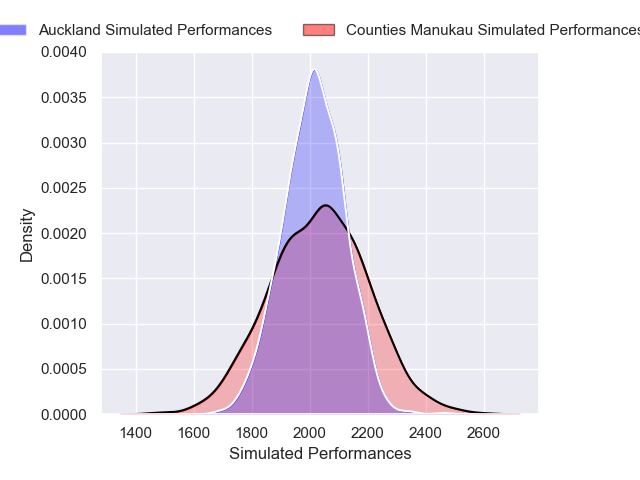 Auckland Simulated Performances
Counties Manukau Simulated Performances
0.0040
0.0035
0.0030
0.0025
0.0020
0.0015
0.0010
0.0005
0.0000
Density
1400 1600 1800 2000 2200 2400 2600
Simulated Performances